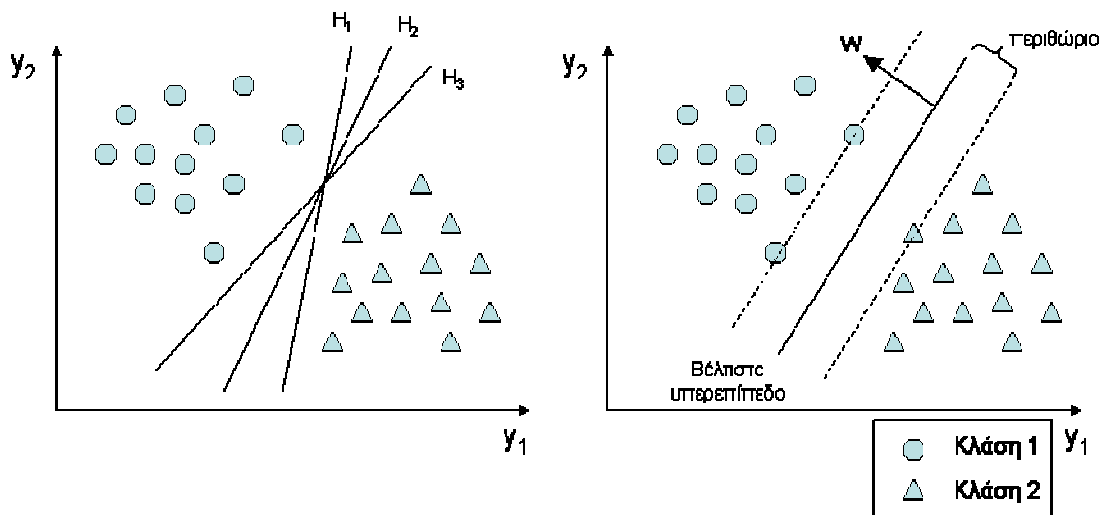 H1
H2
H3
y2
y1
y2
w
περιθώριο
Βέλτιστο
υπερεπίπεδο
y1
Κλάση 1
Κλάση 2